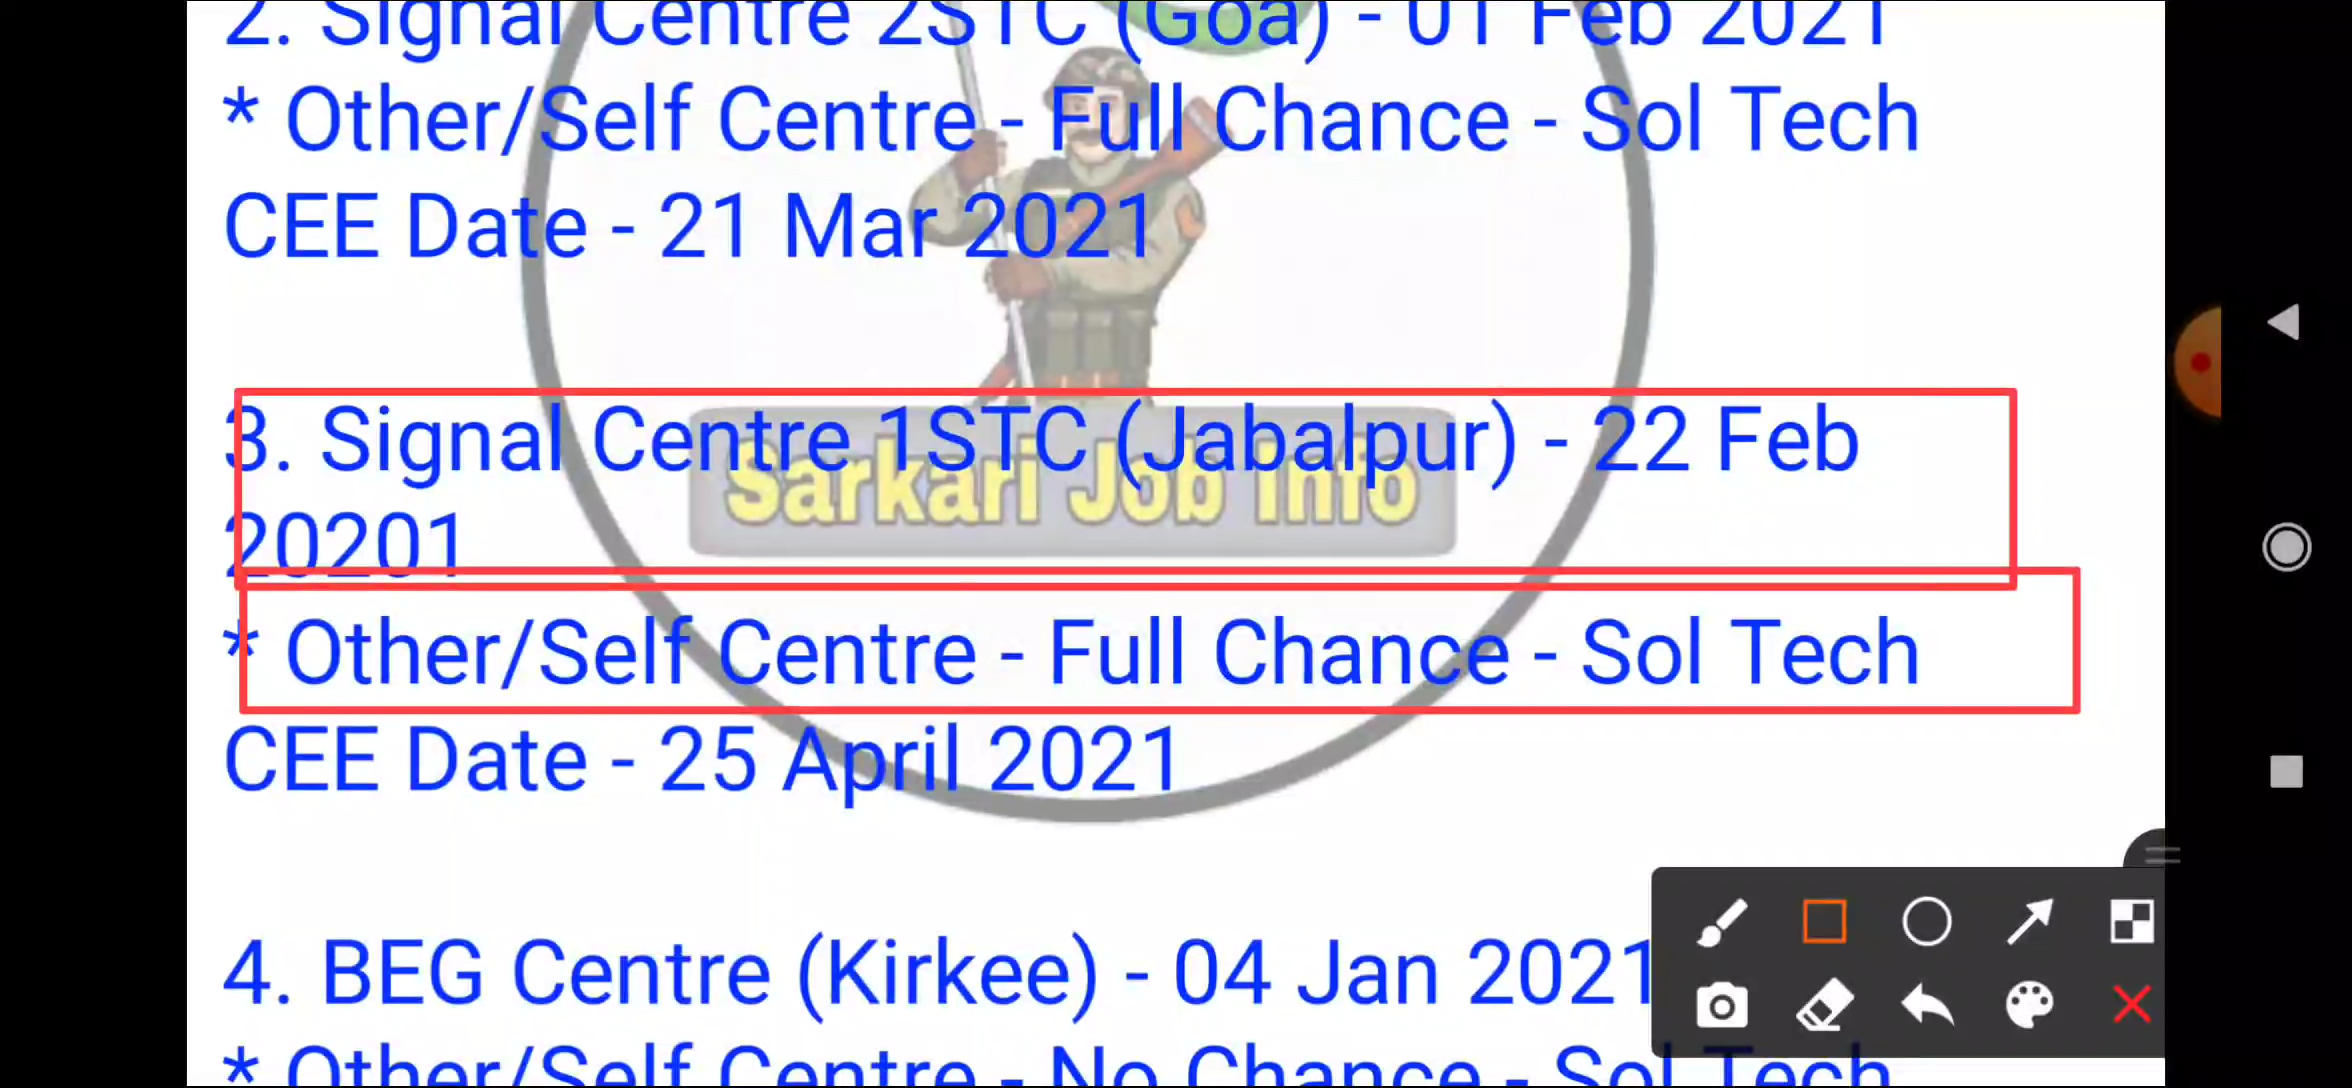 2. Signal Centre 2STC (Goa) - 01 Feb 2021
* Other/Self Centre - Full Chance - Sol Tech
CEE Date - 21 Mar 2021
3. Signal Centre 1STC (Jabalpur) - 22 Feb
20201
Sarkari Job Info
* Other/Self Centre - Full Chance - Sol Tech
CEE Date - 25 April 2021
4. BEG Centre (Kirkee) - 04 Jan 2021
* Other/Self Centre - No Chance - Sol Tech